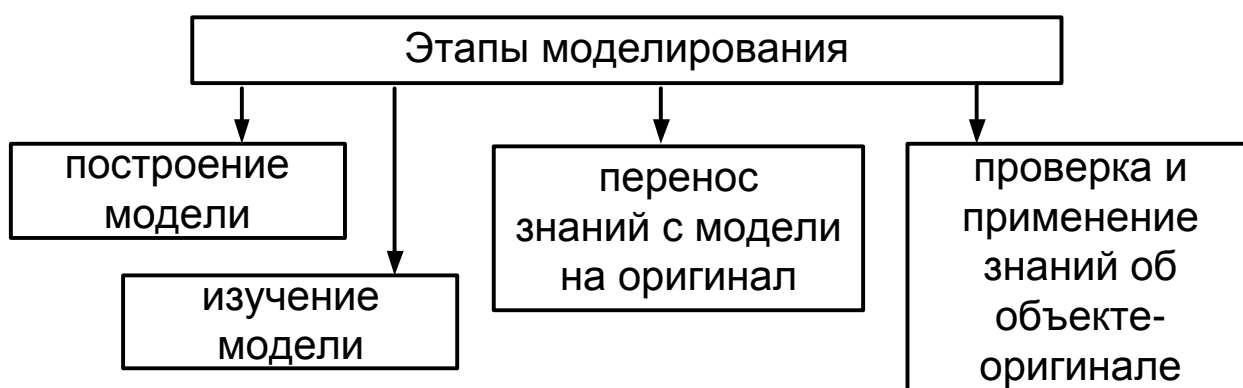 Этапы моделирования
построение
модели
изучение
модели
перенос
знаний с модели
на оригинал
проверка и
применение
знаний об
объекте-
оригинале